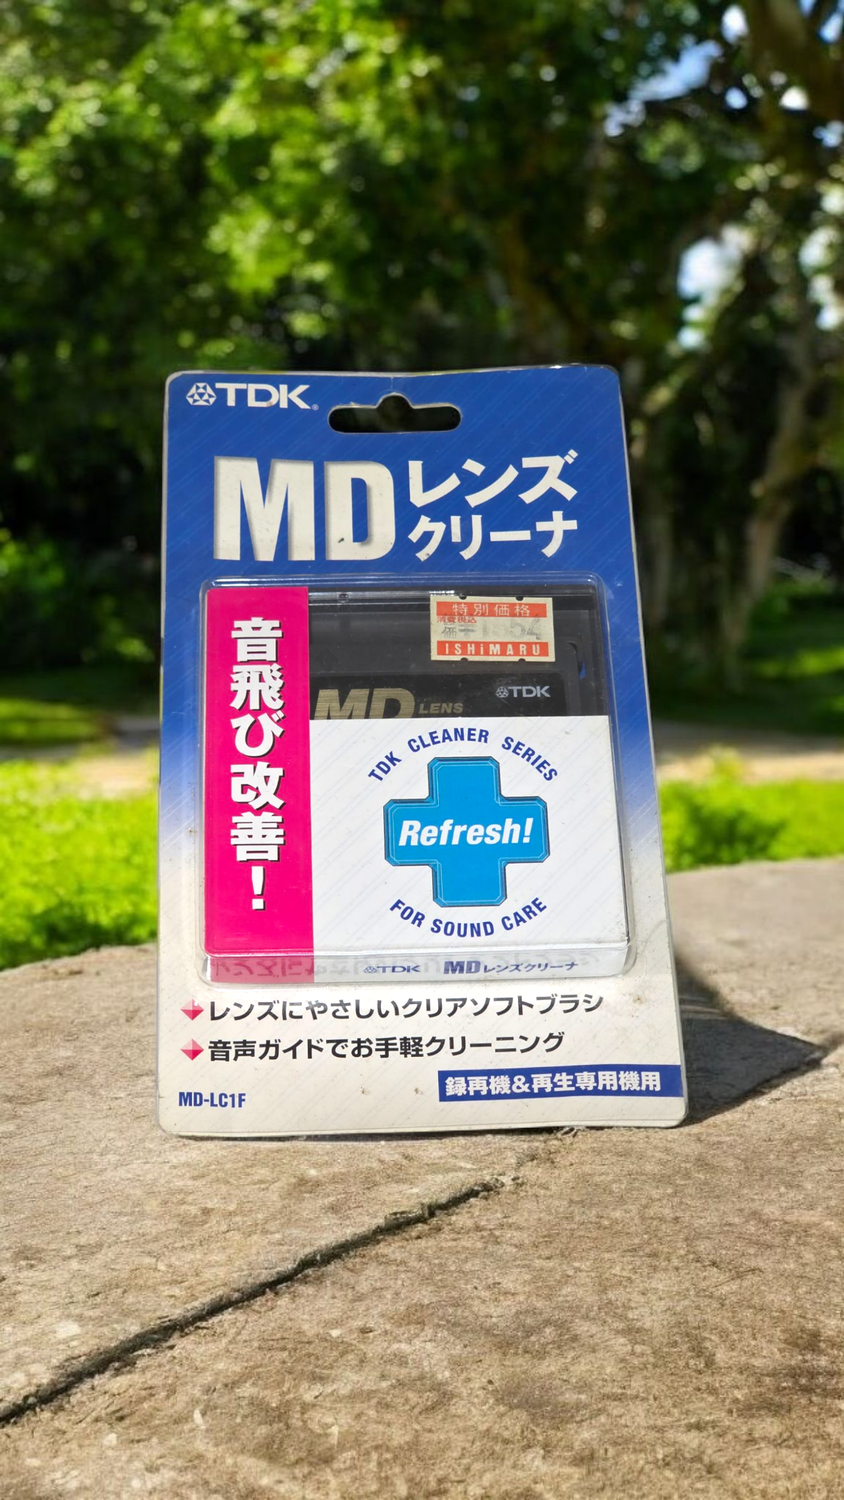 TDK
MD レンズ
クリーナ
音飛び改善!
特別価格
消費税込
ISHiMARU
MD LENS
TDK
TDK CLEANER SERIES
Refresh!
FOR SOUND CARE
TDK MDレンズクリーナ
レンズにやさしいクリアソフトブラシ
音声ガイドでお手軽クリーニング
録再機&再生専用機用
MD-LC1F